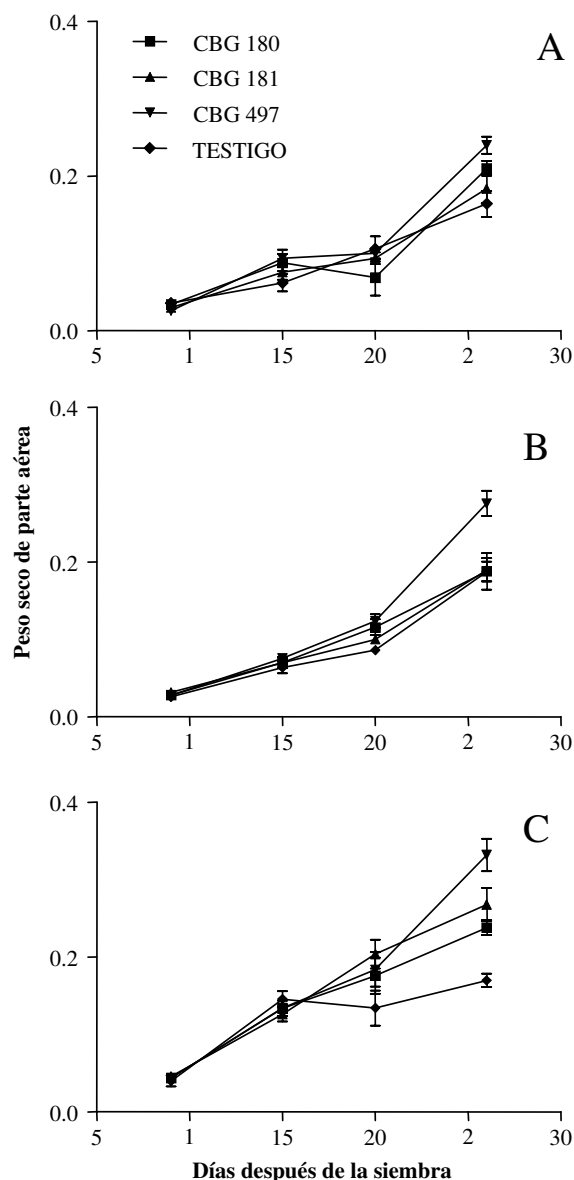 0.4
A
CBG 180
CBG 181
CBG 497
TESTIGO
0.2
0.0
5 1 15 20 2 30
0.4
B
0.2
0.0
5 1 15 20 2 30
Peso seco de parte aérea
0.4
C
0.2
0.0
5 1 15 20 2 30
Días después de la siembra